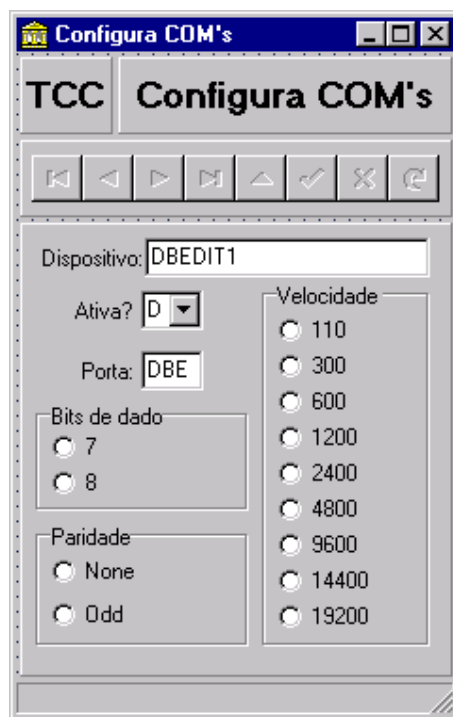 Configura COM's
TCC Configura COM's
Dispositivo: DBEDIT1
Ativa? D
Porta: DBE
Bits de dado
7
8
Paridade
None
Odd
Velocidade
110
300
600
1200
2400
4800
9600
14400
19200